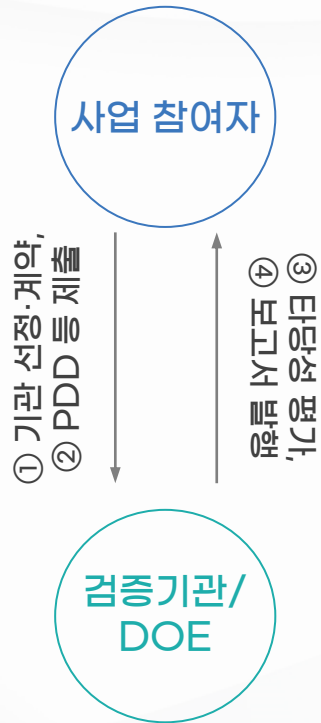 사업 참여자
① 기관 선정·계약,
② PDD 등 제출
③ 타당성 평가,
④ 보고서 발행
검증기관/
DOE